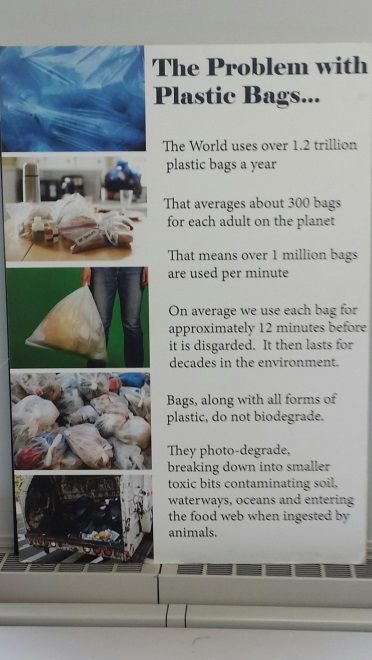 The Problem with
Plastic Bags...
The World uses over 1.2 trillion
plastic bags a year
That averages about 300 bags
for each adult on the planet
That means over 1 million bags
are used per minute
On average we use each bag for
approximately 12 minutes before
it is disgarded. It then lasts for
decades in the environment.
Bags, along with all forms of
plastic, do not biodegrade.
They photo-degrade,
breaking down into smaller
toxic bits contaminating soil,
waterways, oceans and entering
the food web when ingested by
animals.